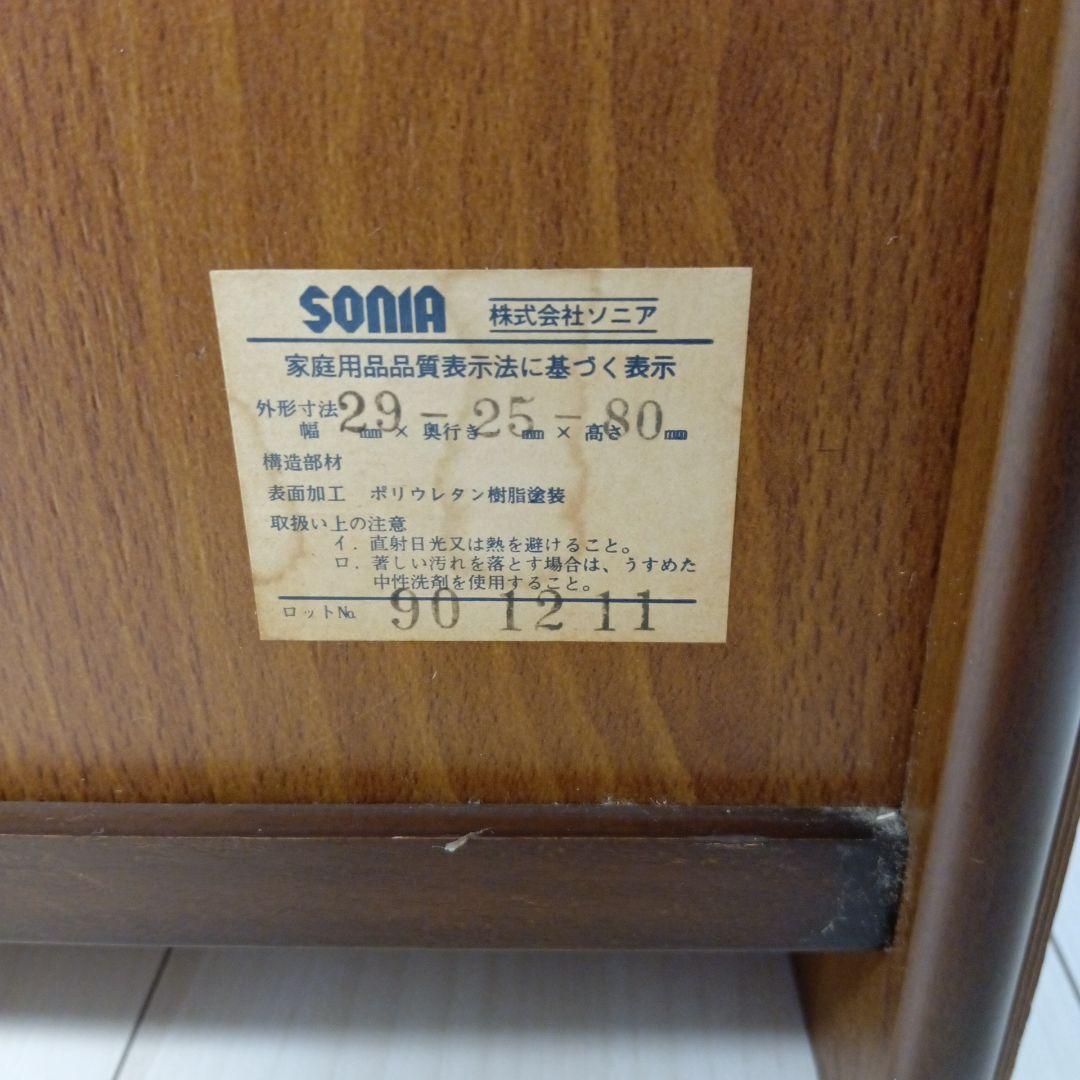 SONIA 株式会社ソニア
家庭用品品質表示法に基づく表示
外形寸法 29-25-80
幅 mm × 奥行き mm × 高さ mm
構造部材
表面加工 ポリウレタン樹脂塗装
取扱い上の注意
イ．直射日光又は熱を避けること。
ロ．著しい汚れを落とす場合は、うすめた
中性洗剤を使用すること。
ロット№ 90 12 11